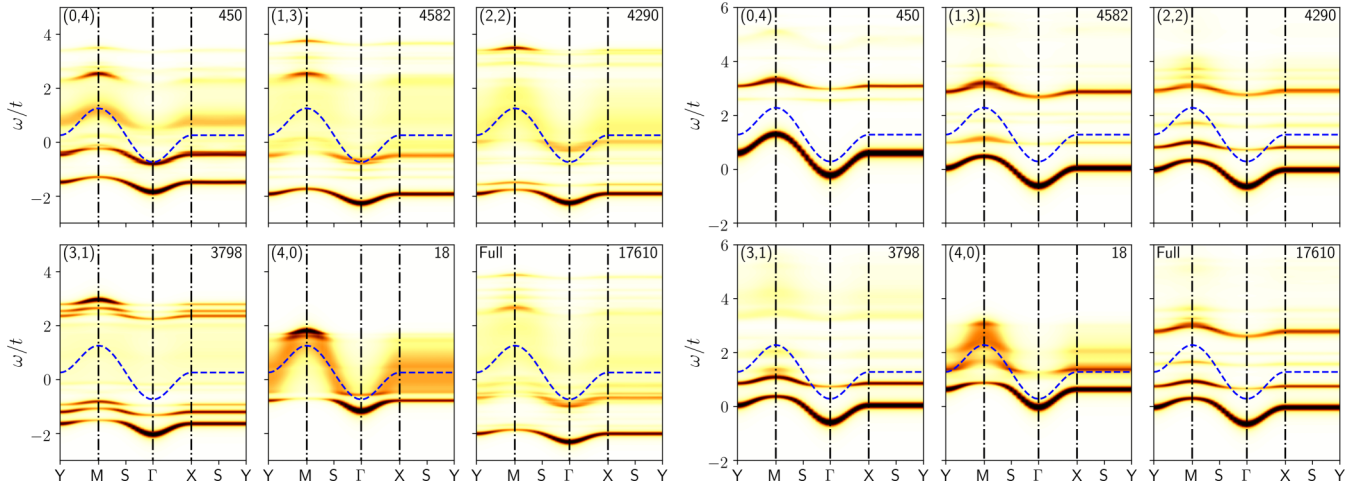 (0,4) 450 (1,3) 4582 (2,2) 4290
4
2
0
−2
ω/t
(3,1) 3798 (4,0) 18 Full 17610
4
2
0
−2
ω/t
Y M S Γ X S Y M S Γ X S Y M S Γ X S Y
(0,4) 450 (1,3) 4582 (2,2) 4290
6
4
2
0
−2
ω/t
(3,1) 3798 (4,0) 18 Full 17610
6
4
2
0
−2
ω/t
Y M S Γ X S Y M S Γ X S Y M S Γ X S Y